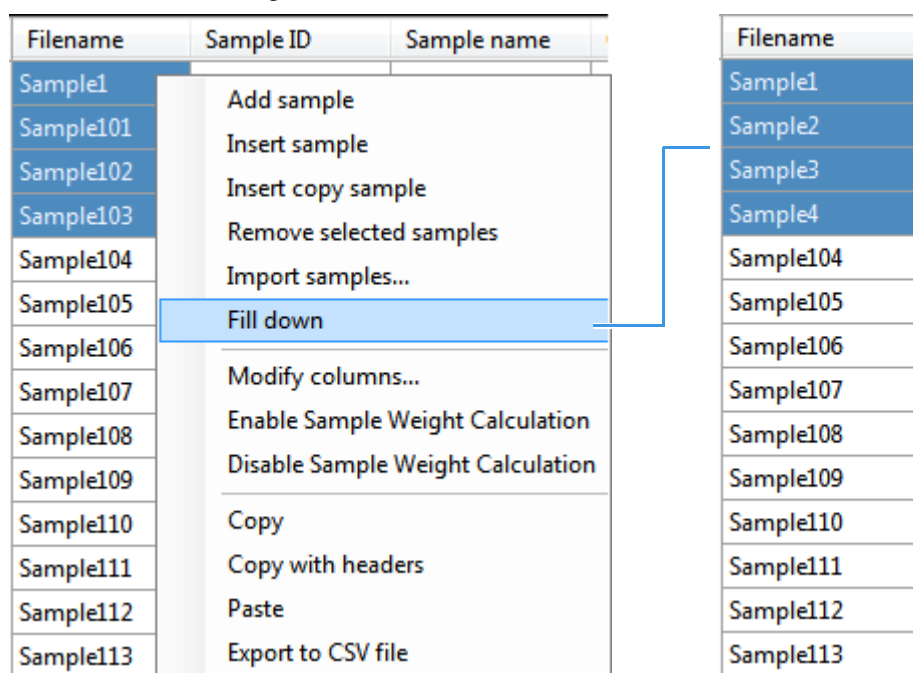 Filename Sample ID Sample name
Sample1
Sample101
Sample102
Sample103
Sample104
Sample105
Sample106
Sample107
Sample108
Sample109
Sample110
Sample111
Sample112
Sample113
Add sample
Insert sample
Insert copy sample
Remove selected samples
Import samples...
Fill down
Modify columns...
Enable Sample Weight Calculation
Disable Sample Weight Calculation
Copy
Copy with headers
Paste
Export to CSV file
Filename
Sample1
Sample2
Sample3
Sample4
Sample104
Sample105
Sample106
Sample107
Sample108
Sample109
Sample110
Sample111
Sample112
Sample113